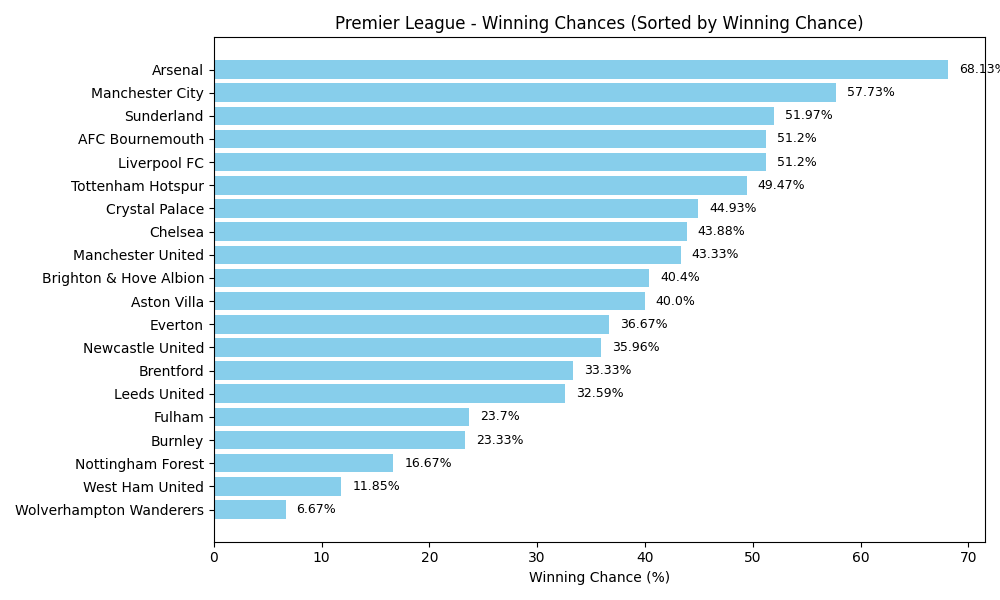 Premier League - Winning Chances (Sorted by Winning Chance)
Arsenal 68.13%
Manchester City 57.73%
Sunderland 51.97%
AFC Bournemouth 51.2%
Liverpool FC 51.2%
Tottenham Hotspur 49.47%
Crystal Palace 44.93%
Chelsea 43.88%
Manchester United 43.33%
Brighton & Hove Albion 40.4%
Aston Villa 40.0%
Everton 36.67%
Newcastle United 35.96%
Brentford 33.33%
Leeds United 32.59%
Fulham 23.7%
Burnley 23.33%
Nottingham Forest 16.67%
West Ham United 11.85%
Wolverhampton Wanderers 6.67%
0 10 20 30 40 50 60 70
Winning Chance (%)